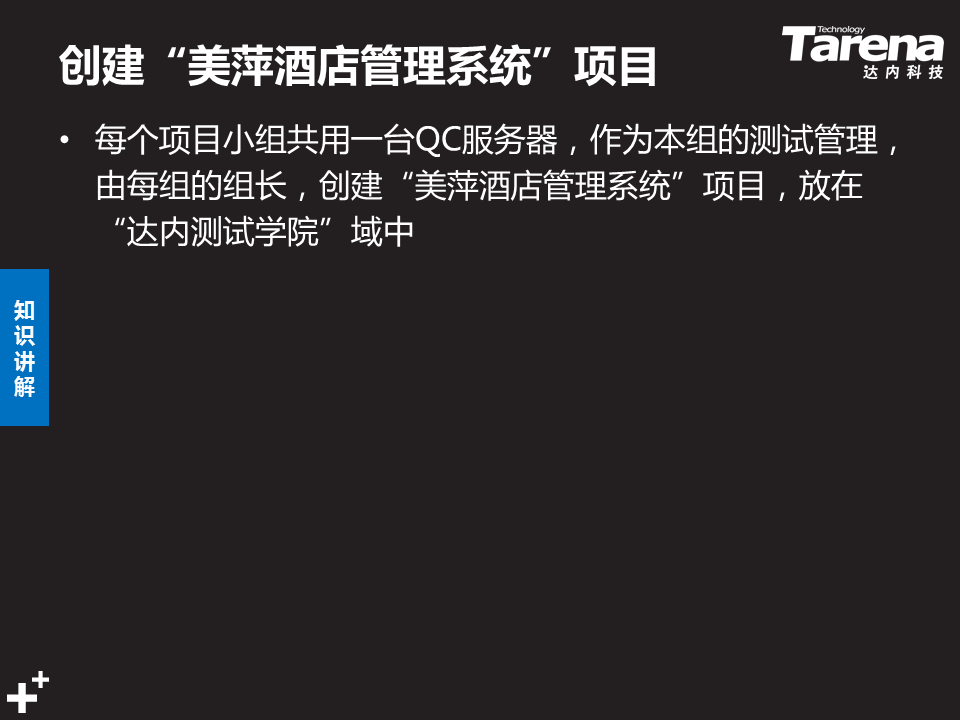 创建“美萍酒店管理系统”项目
Technology
Tarena
达内科技
• 每个项目小组共用一台QC服务器，作为本组的测试管理，
由每组的组长，创建“美萍酒店管理系统”项目，放在
“达内测试学院”域中
知
识
讲
解